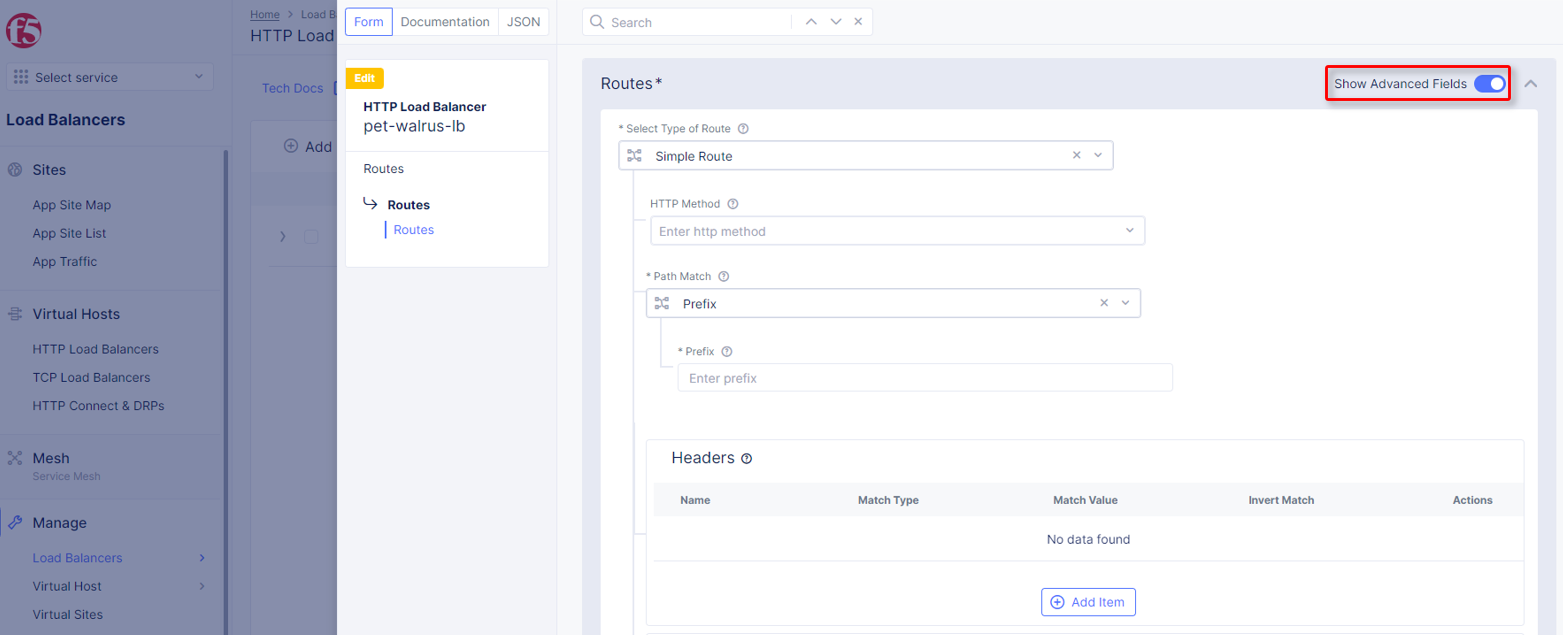 f5
Select service
Load Balancers
Sites
App Site Map
App Site List
App Traffic
Virtual Hosts
HTTP Load Balancers
TCP Load Balancers
HTTP Connect & DRPs
Mesh
Service Mesh
Manage
Load Balancers
Virtual Host
Virtual Sites
Home > Load B
HTTP Load
Tech Docs
Add
Form Documentation JSON
Edit
HTTP Load Balancer
pet-walrus-lb
Routes
Routes
Routes
Search
Routes*
Show Advanced Fields
* Select Type of Route
Simple Route
HTTP Method
Enter http method
* Path Match
Prefix
* Prefix
Enter prefix
Headers
Name Match Type Match Value Invert Match Actions
No data found
Add Item